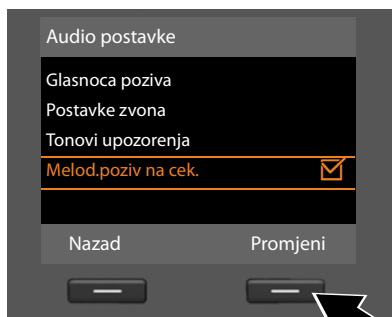 Audio postavke
Glasnoca poziva
Postavke zvona
Tonovi upozorenja
Melod.poziv na cek.
Nazad Promjeni